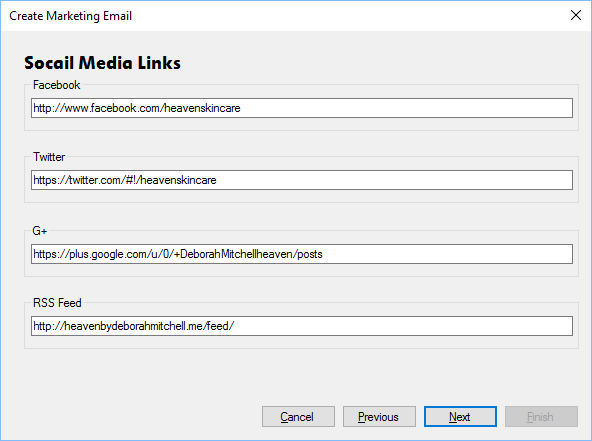 Create Marketing Email
Socail Media Links
Facebook
http://www.facebook.com/heavenskincare
Twitter
https://twitter.com/#!/heavenskincare
G+
https://plus.google.com/u/0/+DeborahMitchellheaven/posts
RSS Feed
http://heavenbydeborahmitchell.me/feed/
Cancel Previous Next Finish